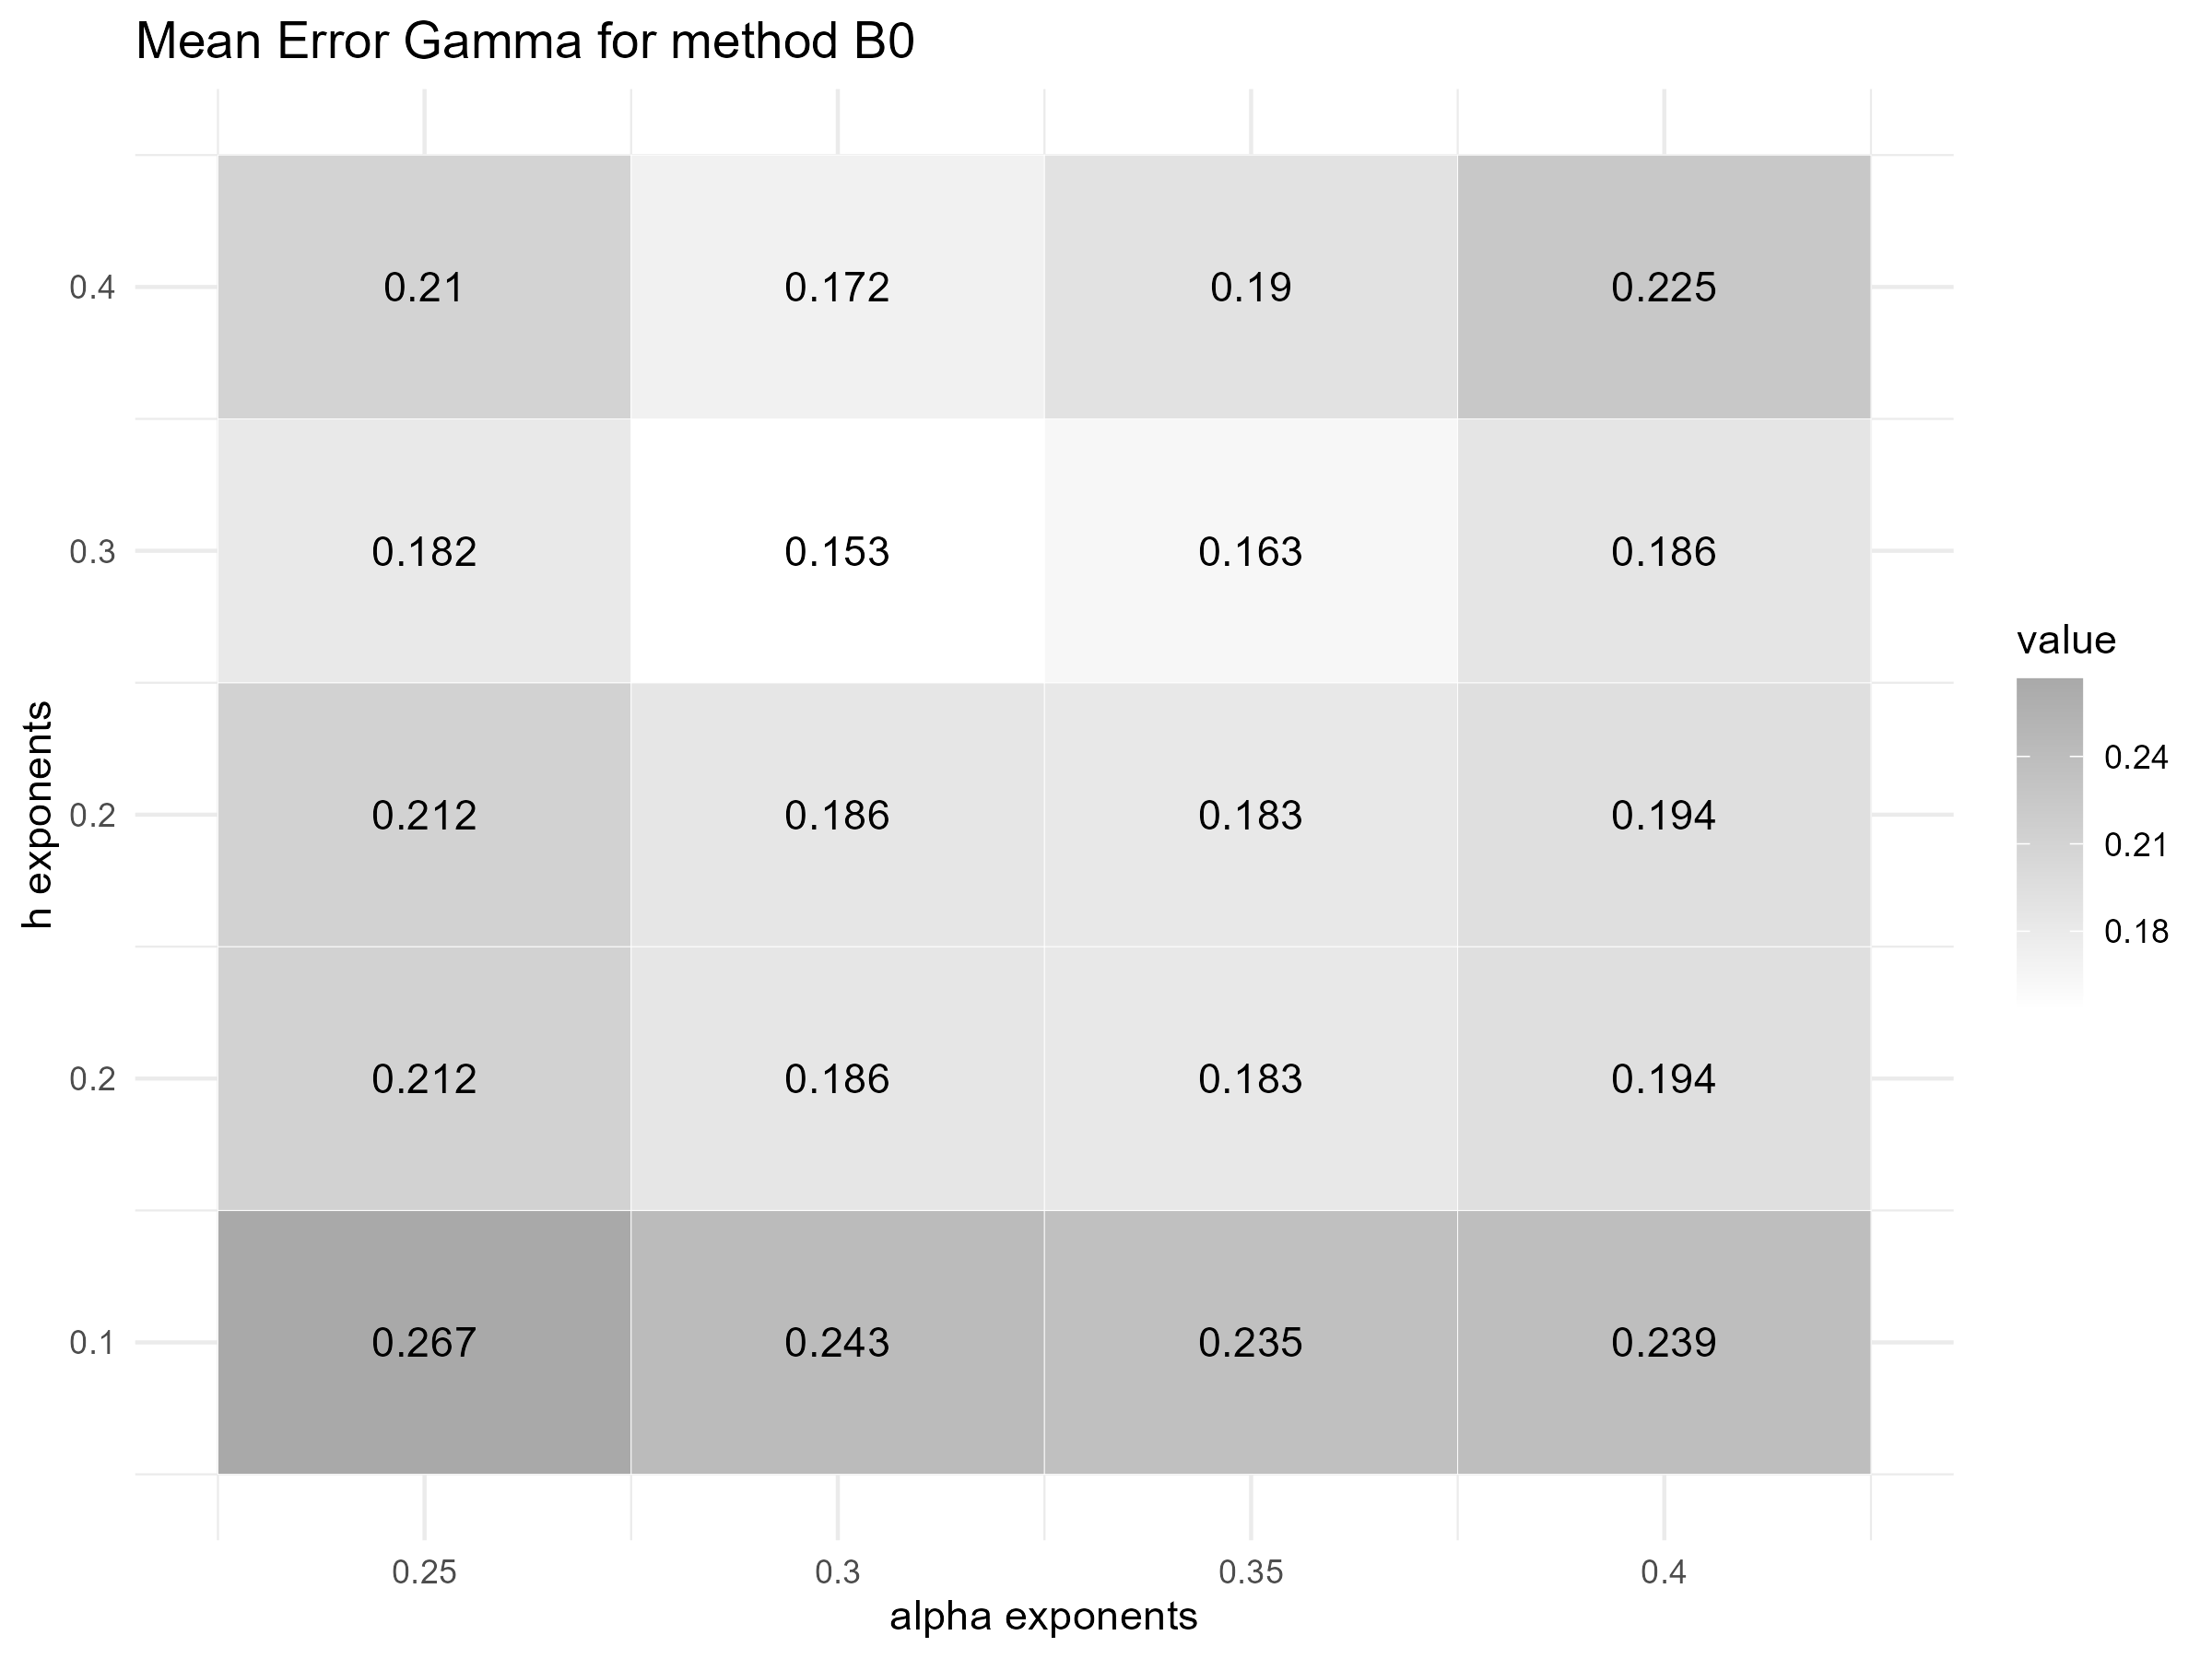 Mean Error Gamma for method B0
0.4 0.21 0.172 0.19 0.225
0.3 0.182 0.153 0.163 0.186
0.2 0.212 0.186 0.183 0.194
0.2 0.212 0.186 0.183 0.194
0.1 0.267 0.243 0.235 0.239
h exponents
0.25 0.3 0.35 0.4
alpha exponents
value
0.24
0.21
0.18